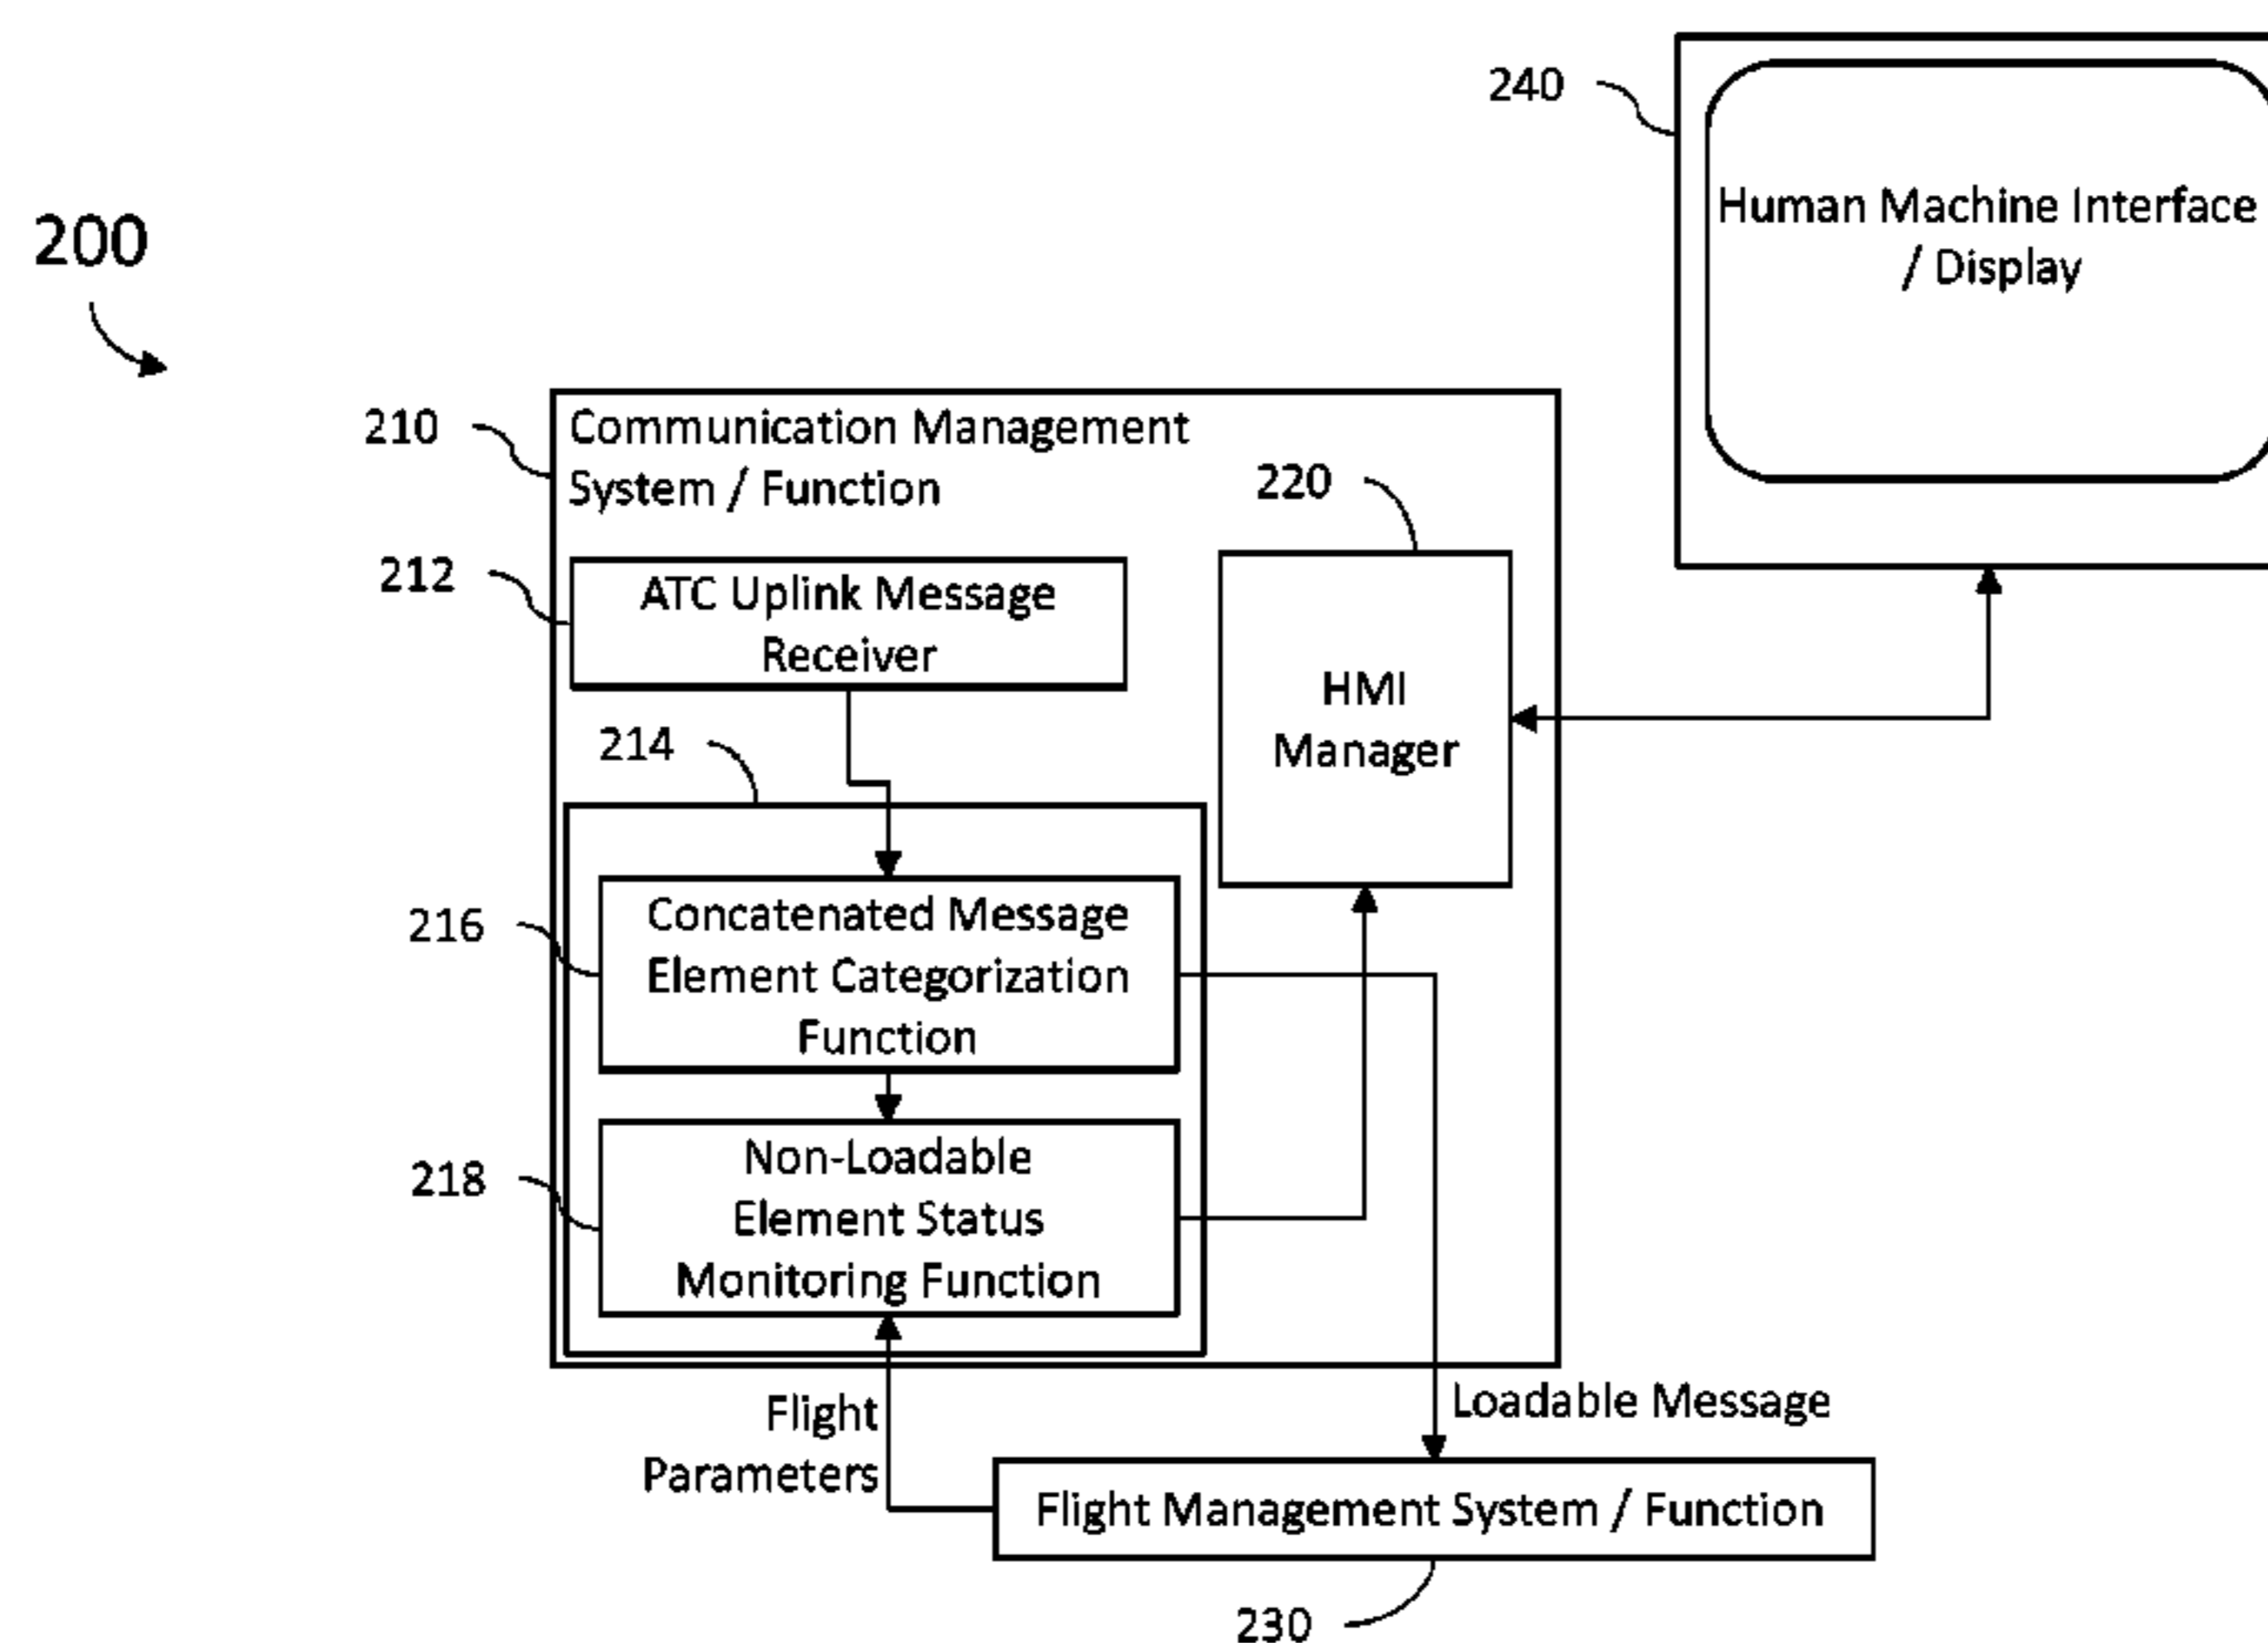 240
Human Machine Interface
/ Display
200
210
Communication Management
System / Function
220
212
ATC Uplink Message
Receiver
HMI
Manager
214
216
Concatenated Message
Element Categorization
Function
218
Non-Loadable
Element Status
Monitoring Function
Flight
Parameters
Loadable Message
Flight Management System / Function
230